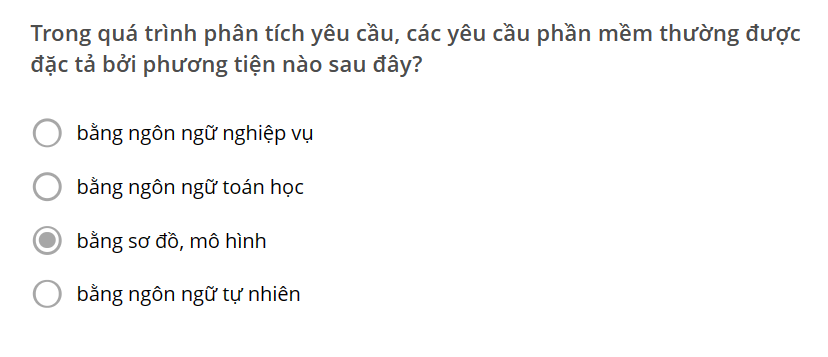 Trong quá trình phân tích yêu cầu, các yêu cầu phần mềm thường được
đặc tả bởi phương tiện nào sau đây?
bằng ngôn ngữ nghiệp vụ
bằng ngôn ngữ toán học
bằng sơ đồ, mô hình
bằng ngôn ngữ tự nhiên